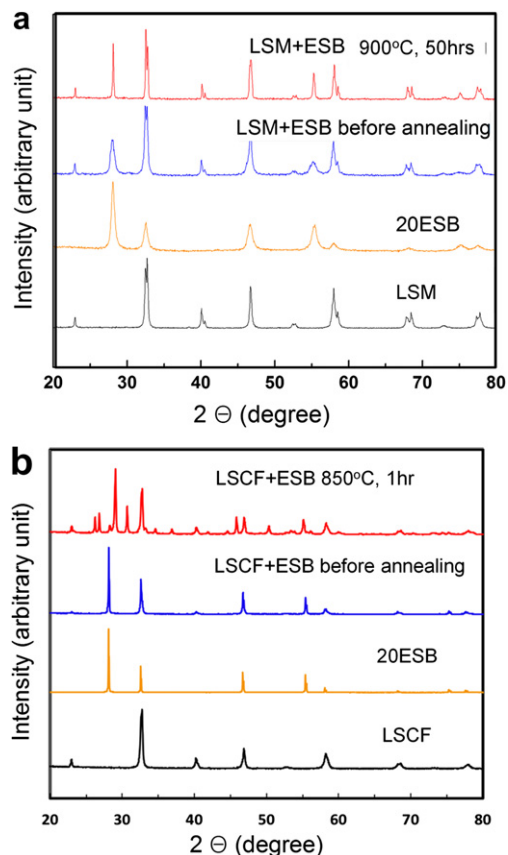 a
LSM+ESB 900°C, 50hrs
LSM+ESB before annealing
20ESB
LSM
Intensity (arbitrary unit)
20 30 40 50 60 70 80
2 Θ (degree)
b
LSCF+ESB 850°C, 1hr
LSCF+ESB before annealing
20ESB
LSCF
Intensity (arbitrary unit)
20 30 40 50 60 70 80
2 Θ (degree)